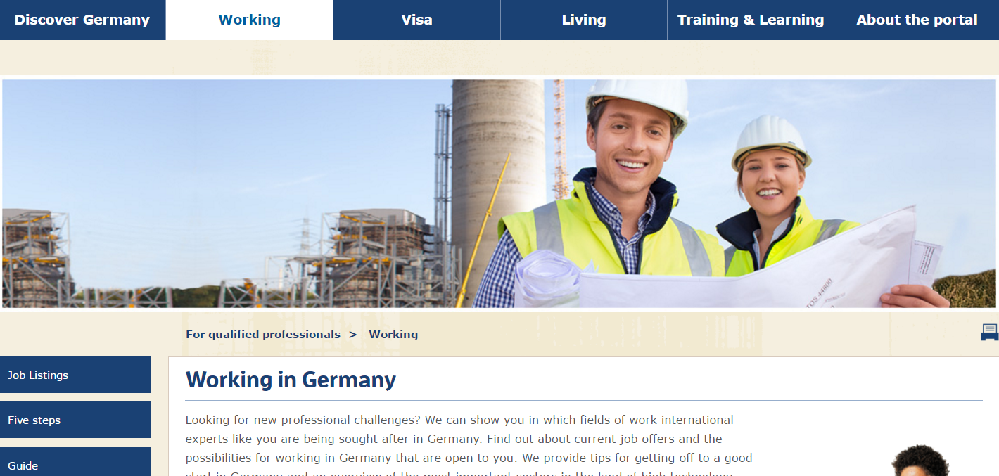 Discover Germany
Working
Visa
Living
Training & Learning
About the portal
For qualified professionals > Working
Job Listings
Five steps
Guide
Working in Germany
Looking for new professional challenges? We can show you in which fields of work international
experts like you are being sought after in Germany. Find out about current job offers and the
possibilities for working in Germany that are open to you. We provide tips for getting off to a good
start in Germany and an overview of the most important sectors in the land of high technology.